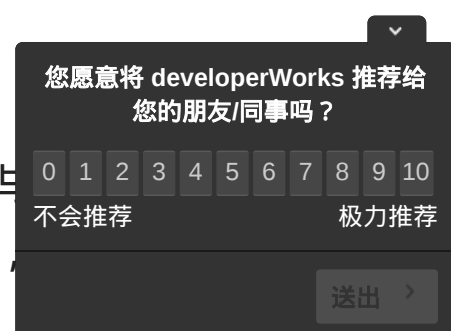 您愿意将 developerWorks 推荐给
您的朋友/同事吗？
0 1 2 3 4 5 6 7 8 9 10
不会推荐 极力推荐
送出